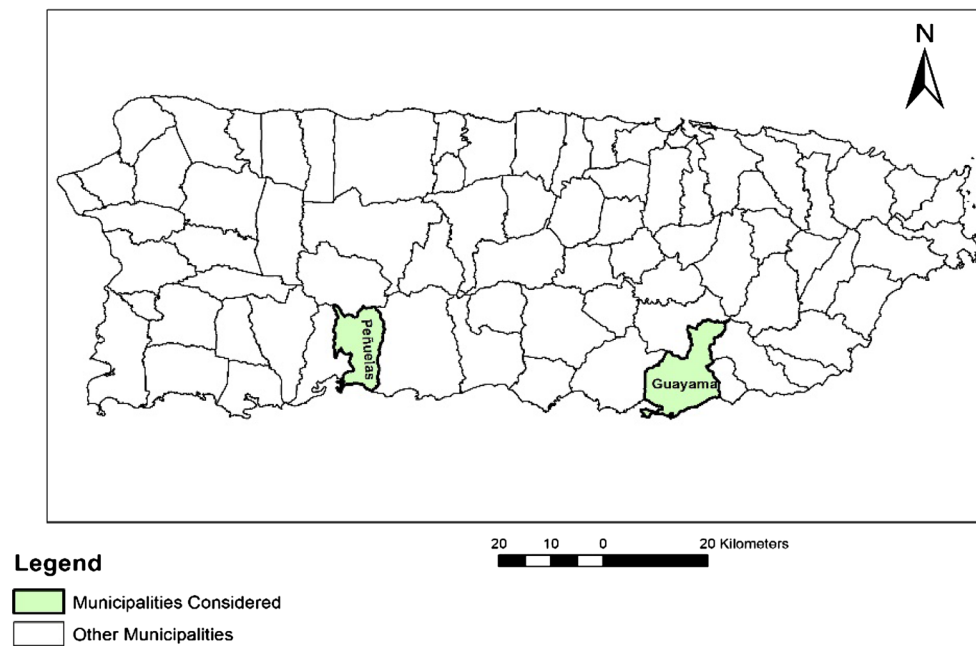 N
Peñuelas
Guayama
20 10 0 20 Kilometers
Legend
Municipalities Considered
Other Municipalities